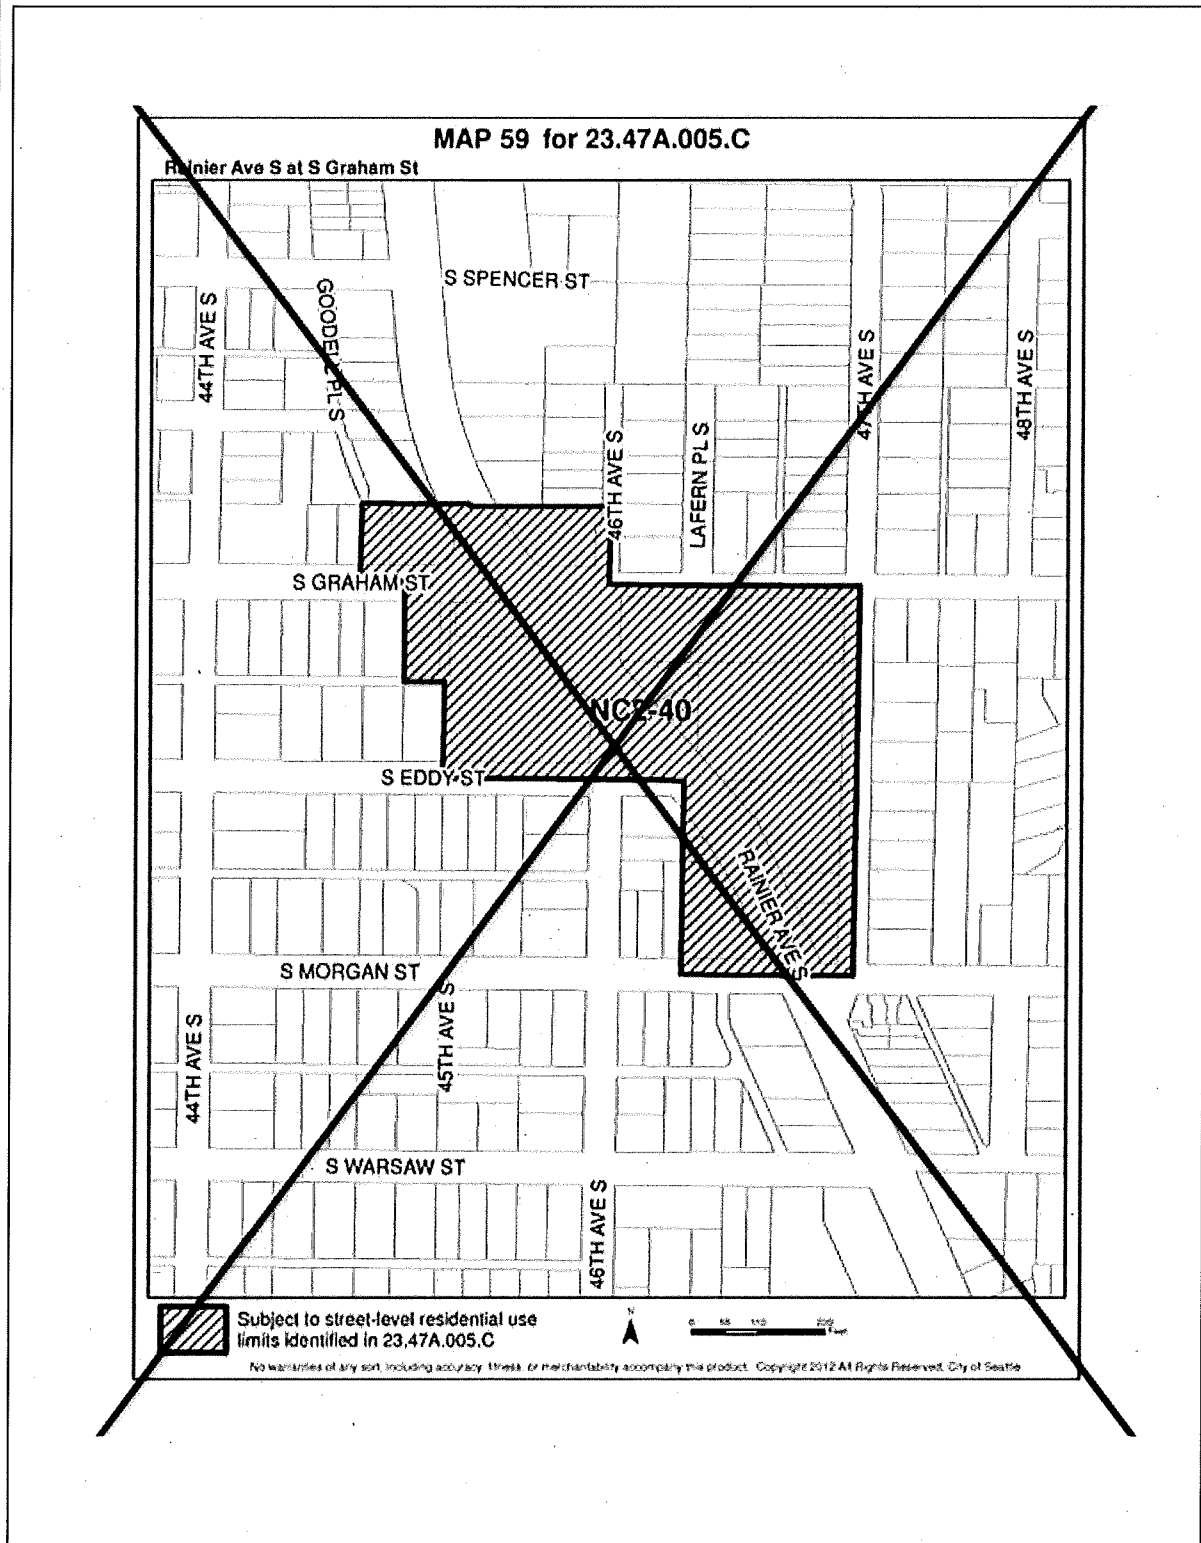 MAP 59 for 23.47A.005.C
Rainier Ave S at S Graham St
S SPENCER ST
44TH AVE S
PL S
47TH AVE S
48TH AVE S
46TH AVE S
LAFERN PL S
S GRAHAM ST
NC2-40
S EDDY ST
RAINIER AVE S
S MORGAN ST
45TH AVE S
44TH AVE S
S WARSAW ST
46TH AVE S
Subject to street-level residential use
limits identified in 23.47A.005.C
N
0
110
No warranties of any sort, including accuracy, fitness, or merchantability accompany this product. Copyright 2012 All Rights Reserved, City of Seattle